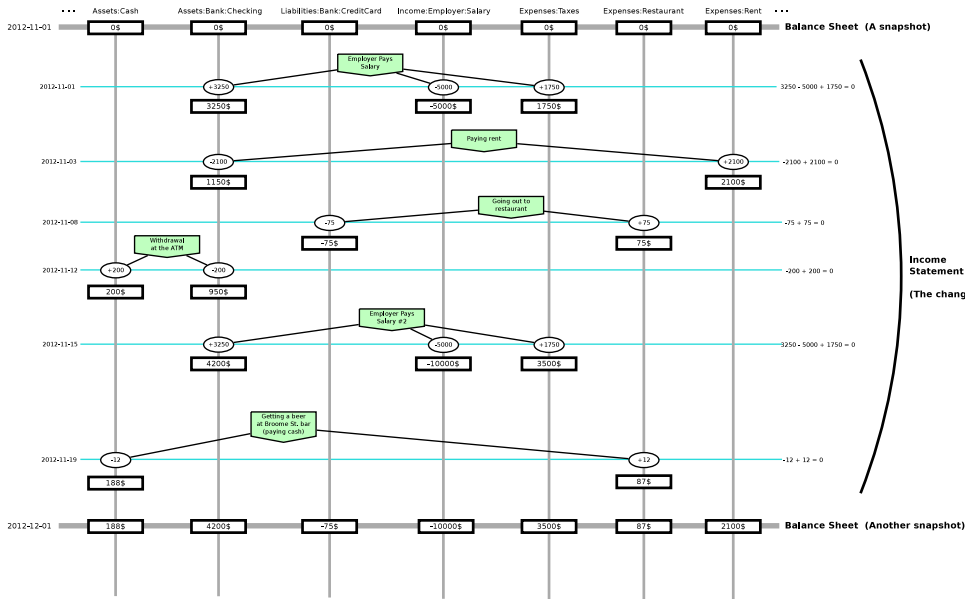 ... Assets:Cash Assets:Bank:Checking Liabilities:Bank:CreditCard Income:Employer:Salary Expenses:Taxes Expenses:Restaurant Expenses:Rent ...
2012-11-01 0$ 0$ 0$ 0$ 0$ 0$ 0$ Balance Sheet (A snapshot)
Employer Pays
Salary
2012-11-01 +3250 -5000 +1750 3250 - 5000 + 1750 = 0
3250$ -5000$ 1750$
Paying rent
2012-11-03 -2100 +2100 -2100 + 2100 = 0
1150$ 2100$
Going out to
restaurant
2012-11-08 -75 +75 -75 + 75 = 0
-75$ 75$
Withdrawal
at the ATM
2012-11-12 +200 -200 -200 + 200 = 0
200$ 950$
Income
Statement
(The chang
Employer Pays
Salary #2
2012-11-15 +3250 -5000 +1750 3250 - 5000 + 1750 = 0
4200$ -10000$ 3500$
Getting a beer
at Broome St. bar
(paying cash)
2012-11-19 -12 +12 -12 + 12 = 0
188$ 87$
2012-12-01 188$ 4200$ -75$ -10000$ 3500$ 87$ 2100$ Balance Sheet (Another snapshot)